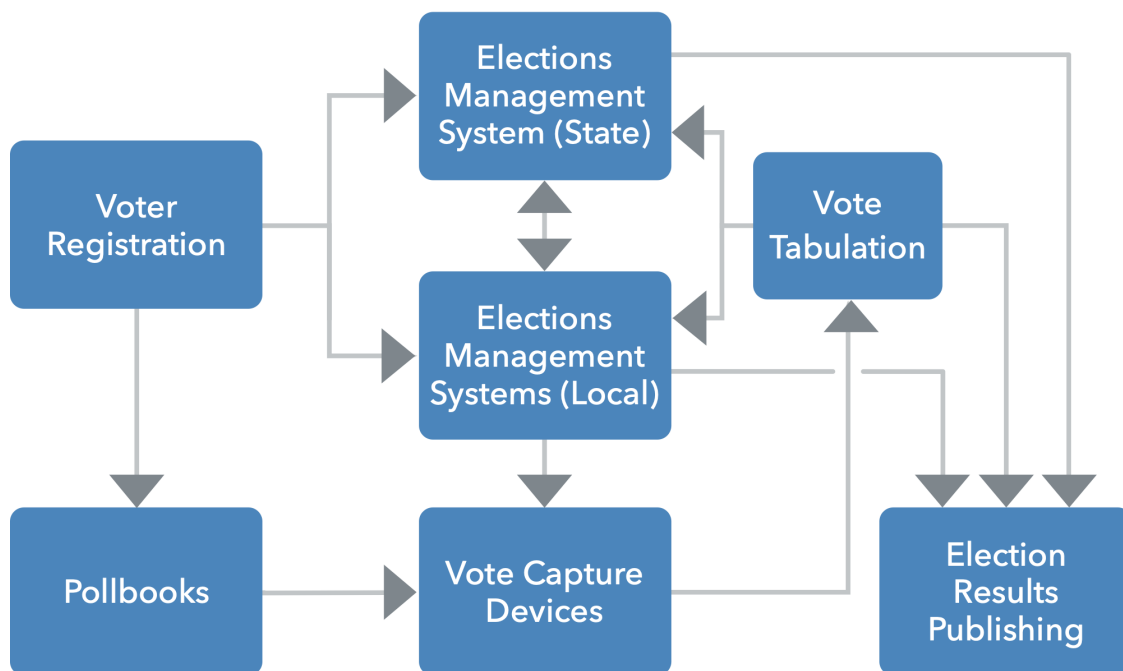 Elections
Management
System (State)
Voter
Registration
Vote
Tabulation
Elections
Management
Systems (Local)
Pollbooks
Vote Capture
Devices
Election
Results
Publishing